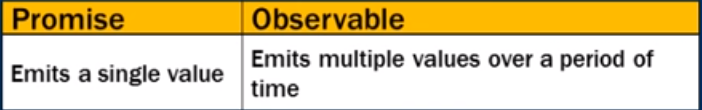 Promise
Observable
Emits a single value
Emits multiple values over a period of
time